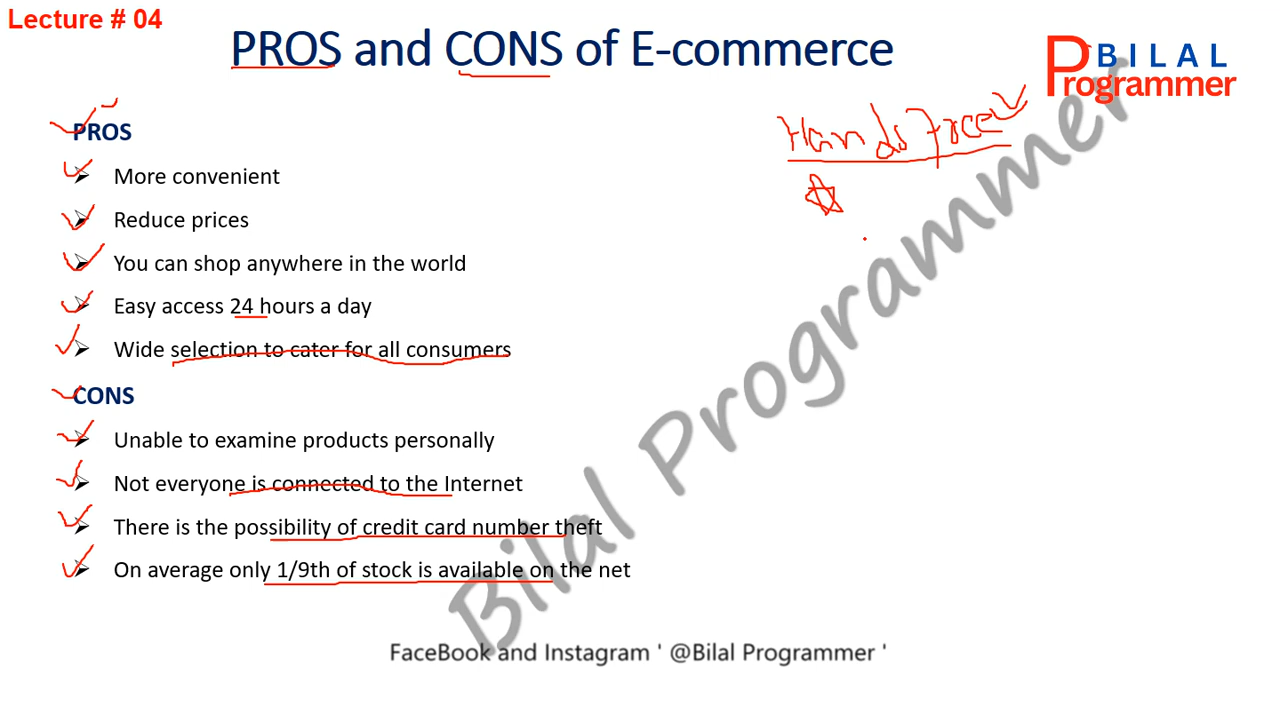 Lecture # 04
PROS and CONS of E-commerce
BILAL
Programmer
PROS
Hands free
More convenient
Reduce prices
You can shop anywhere in the world
Easy access 24 hours a day
Wide selection to cater for all consumers
CONS
Unable to examine products personally
Not everyone is connected to the Internet
There is the possibility of credit card number theft
On average only 1/9th of stock is available on the net
Bilal Programmer
FaceBook and Instagram ' @Bilal Programmer '